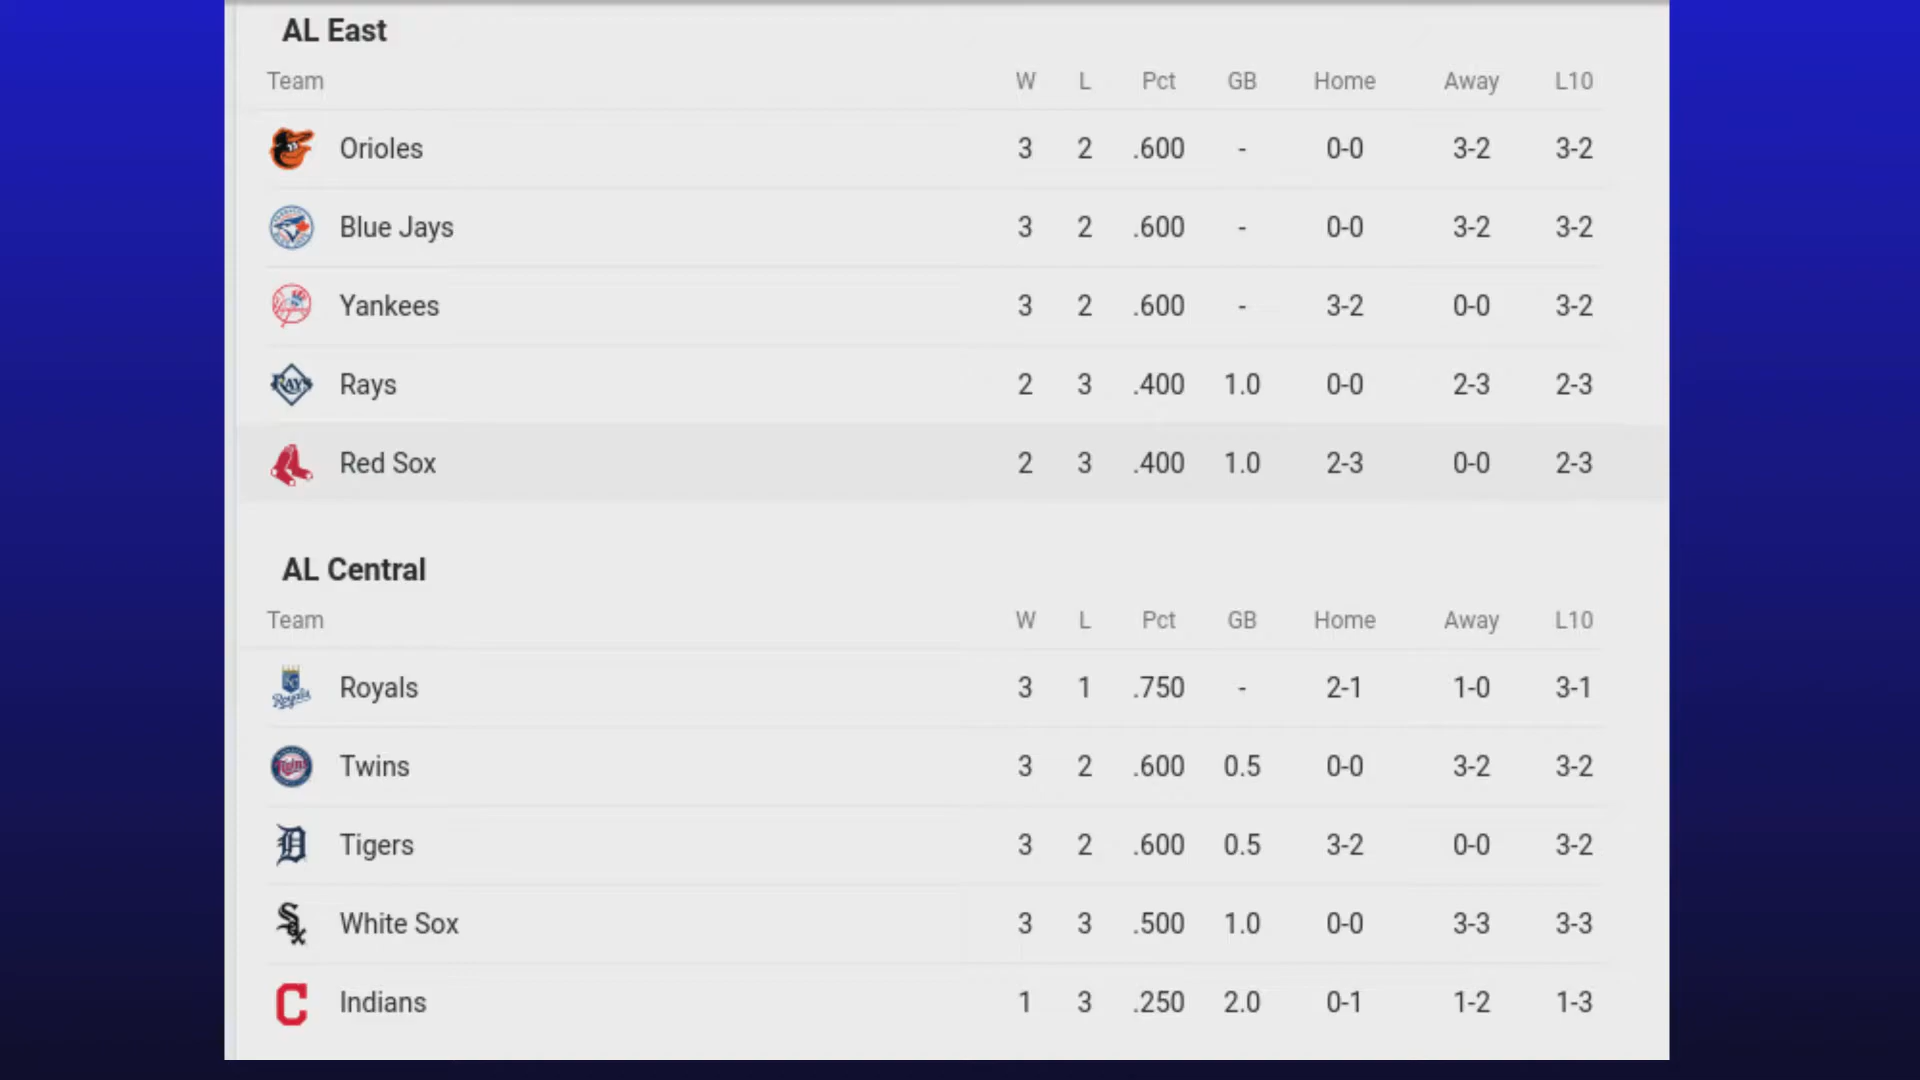 AL East
Team W L Pct GB Home Away L10
Orioles 3 2 .600 - 0-0 3-2 3-2
Blue Jays 3 2 .600 - 0-0 3-2 3-2
Yankees 3 2 .600 - 3-2 0-0 3-2
RAYS Rays 2 3 .400 1.0 0-0 2-3 2-3
Red Sox 2 3 .400 1.0 2-3 0-0 2-3
AL Central
Team W L Pct GB Home Away L10
Royals Royals 3 1 .750 - 2-1 1-0 3-1
Twins Twins 3 2 .600 0.5 0-0 3-2 3-2
D Tigers 3 2 .600 0.5 3-2 0-0 3-2
Sox White Sox 3 3 .500 1.0 0-0 3-3 3-3
C Indians 1 3 .250 2.0 0-1 1-2 1-3